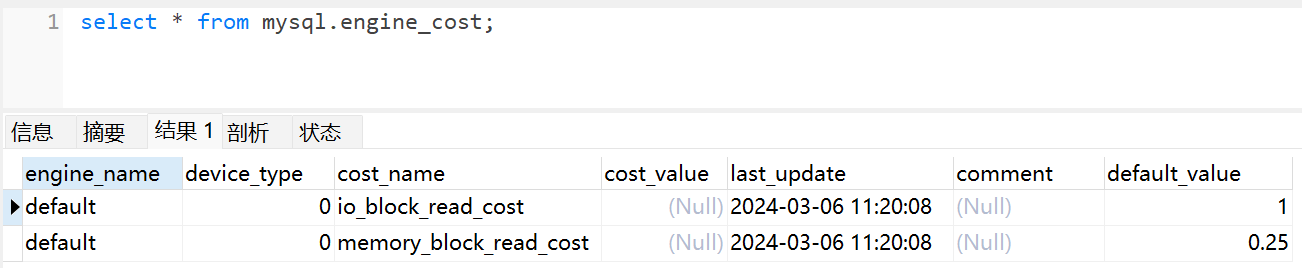 1 select * from mysql.engine_cost;
信息 摘要 结果 1 剖析 状态
engine_name device_type cost_name cost_value last_update comment default_value
default 0 io_block_read_cost (Null) 2024-03-06 11:20:08 (Null) 1
default 0 memory_block_read_cost (Null) 2024-03-06 11:20:08 (Null) 0.25